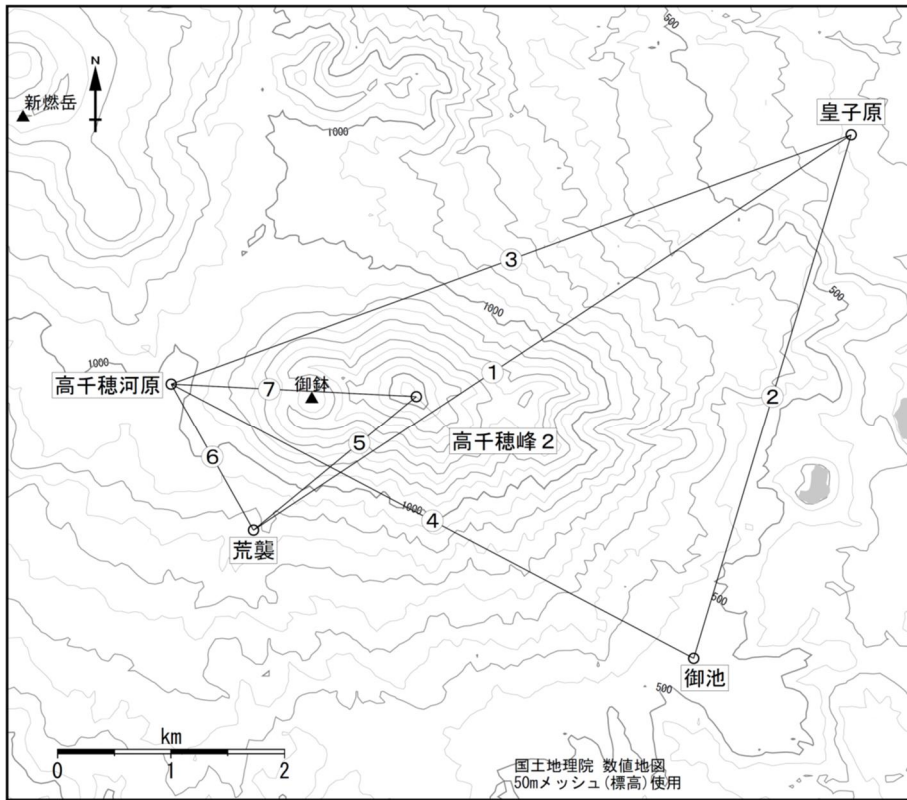 500
N
新燃岳
1000
皇子原
③
500
1000
1000
①
高千穂河原
⑦
御鉢
②
⑤
高千穂峰2
⑥
1000
④
荒襲
500
御池
500
km
0 1 2
国土地理院 数値地図
50mメッシュ(標高)使用